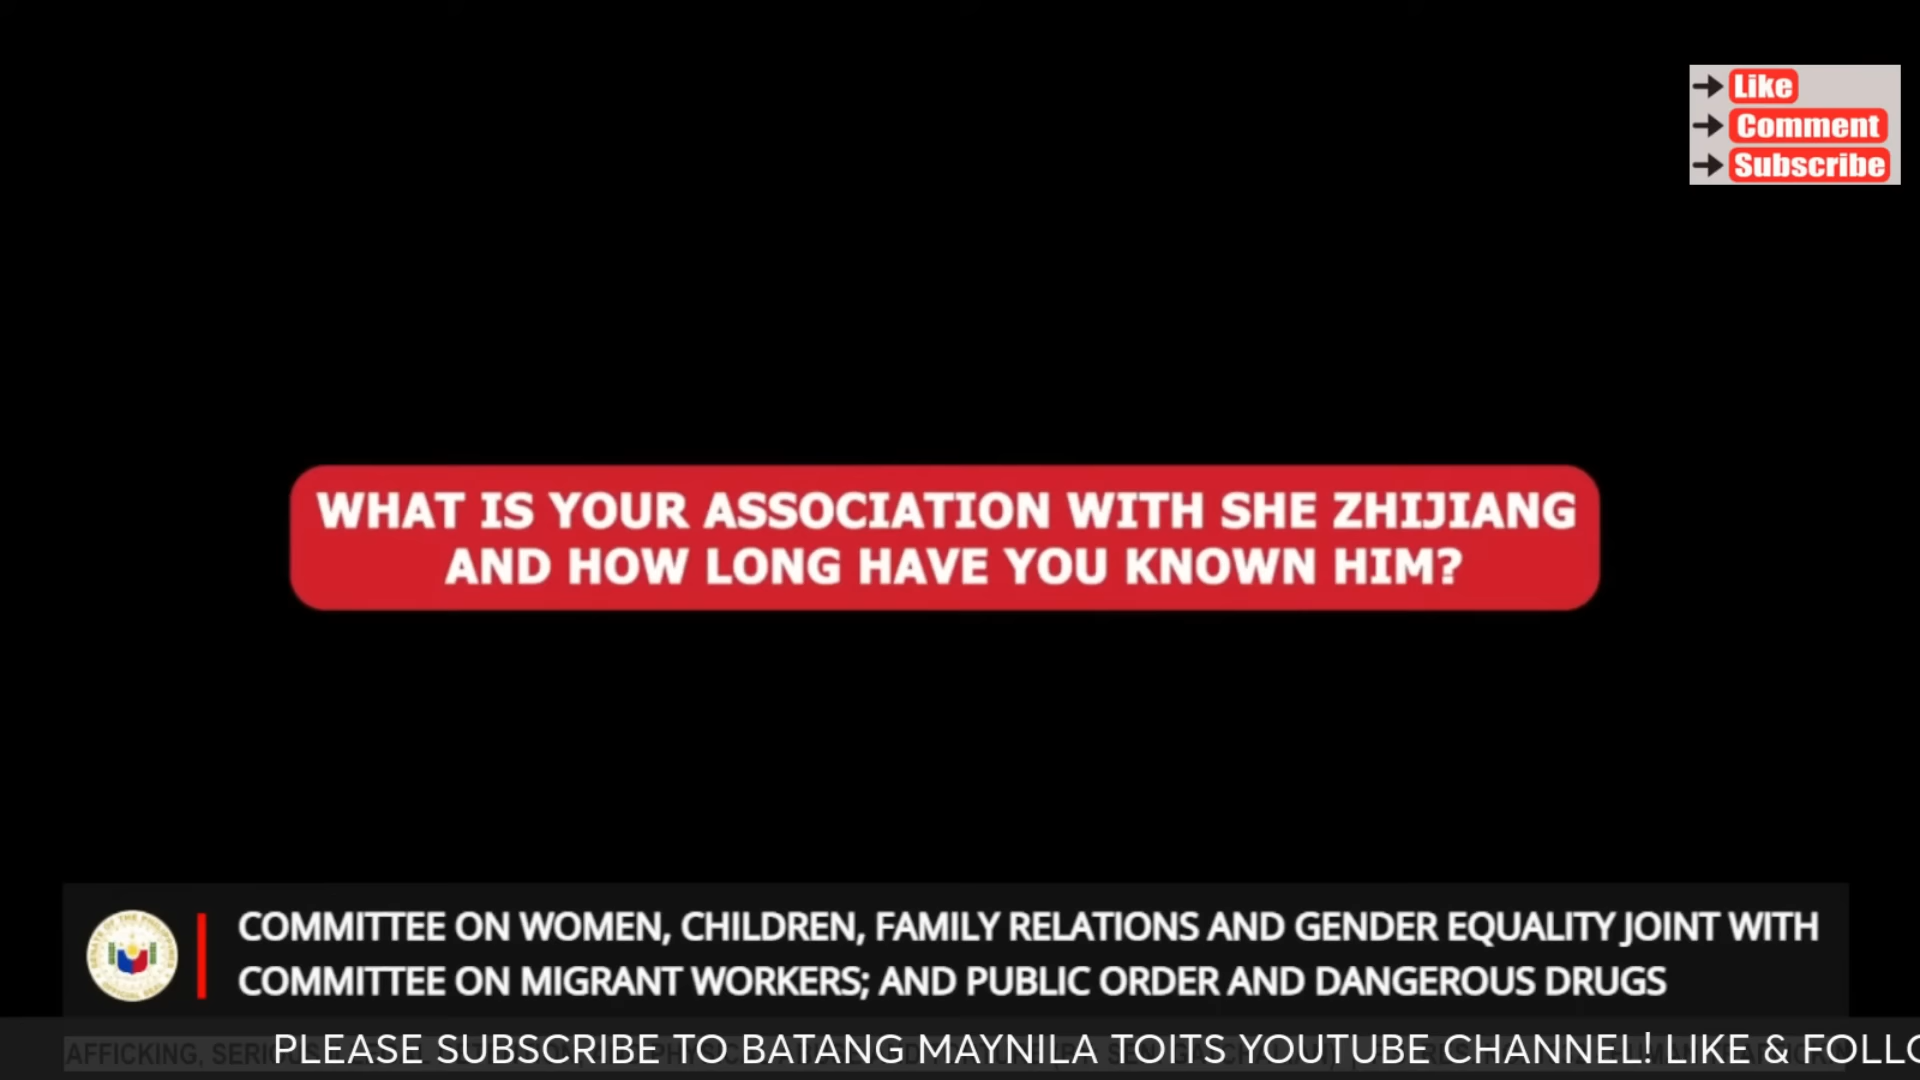 Like
Comment
Subscribe
WHAT IS YOUR ASSOCIATION WITH SHE ZHIJIANG
AND HOW LONG HAVE YOU KNOWN HIM?
COMMITTEE ON WOMEN, CHILDREN, FAMILY RELATIONS AND GENDER EQUALITY JOINT WITH
COMMITTEE ON MIGRANT WORKERS; AND PUBLIC ORDER AND DANGEROUS DRUGS
PLEASE SUBSCRIBE TO BATANG MAYNILA TOITS YOUTUBE CHANNEL! LIKE & FOLLO
AFFICKING,